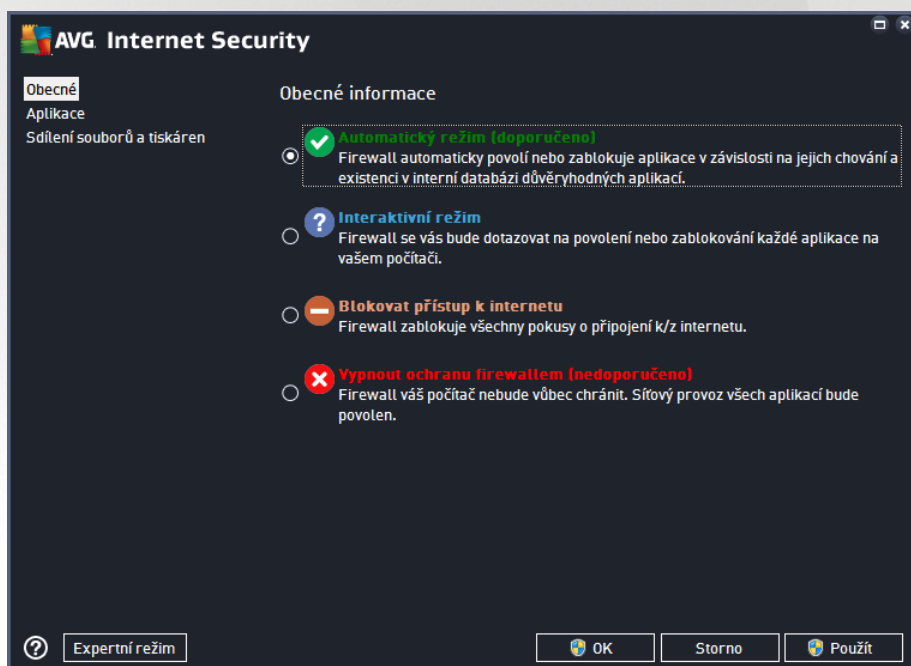 AVG. Internet Security
Obecné
Aplikace
Sdílení souborů a tiskáren
Obecné informace
Automatický režim (doporučeno)
Firewall automaticky povolí nebo zablokuje aplikace v závislosti na jejich chování a
existenci v interní databázi důvěryhodných aplikací.
Interaktivní režim
Firewall se vás bude dotazovat na povolení nebo zablokování každé aplikace na
vašem počítači.
Blokovat přístup k internetu
Firewall zablokuje všechny pokusy o připojení k/z internetu.
Vypnout ochranu firewallem (nedoporučeno)
Firewall váš počítač nebude vůbec chránit. Síťový provoz všech aplikací bude
povolen.
Expertní režim
OK
Storno
Použít